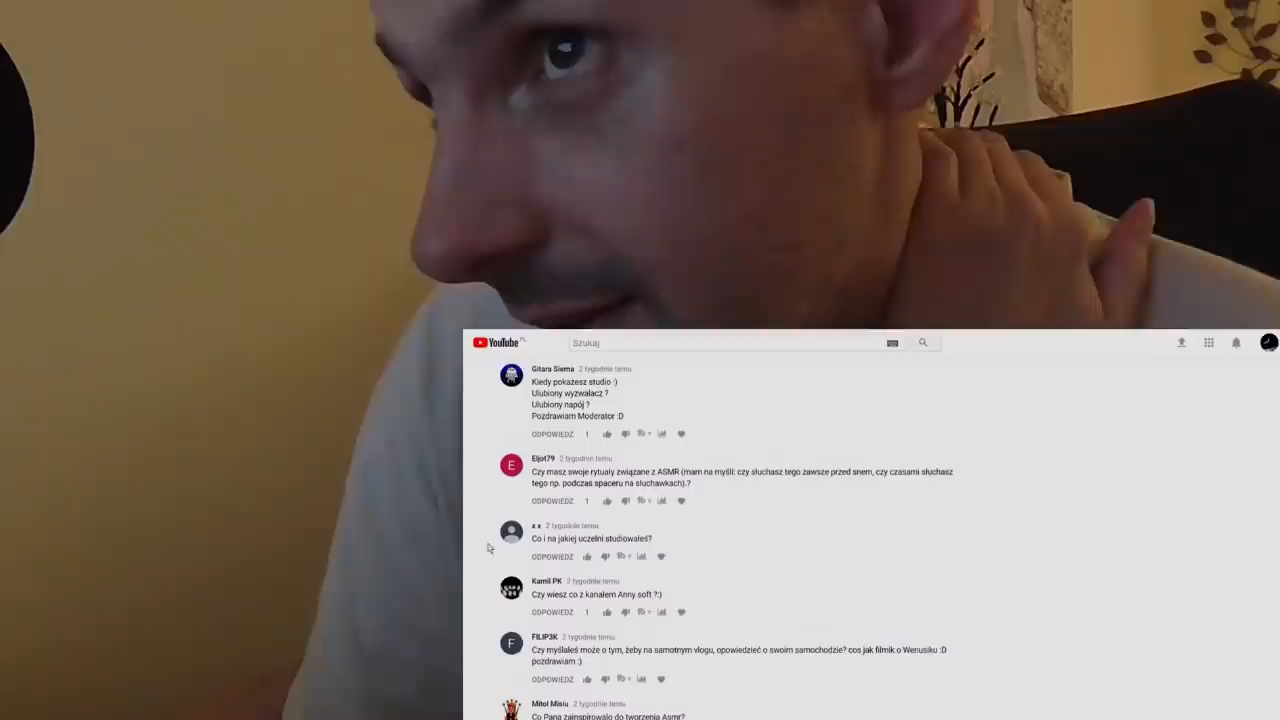 YouTube PL
Szukaj
Gitara Siema 2 tygodnie temu
Kiedy pokażesz studio :)
Ulubiony wyzwalacz ?
Ulubiony napój ?
Pozdrawiam Moderator :D
ODPOWIEDZ 1
E
Eljot79 2 tygodnie temu
Czy masz swoje rytuały związane z ASMR (mam na myśli: czy słuchasz tego zawsze przed snem, czy czasami słuchasz
tego np. podczas spaceru na słuchawkach).?
ODPOWIEDZ 1
x x 2 tygodnie temu
Co i na jakiej uczelni studiowałeś?
ODPOWIEDZ
Kamil PK 2 tygodnie temu
Czy wiesz co z kanałem Anny soft ?:)
ODPOWIEDZ 1
F
FILIP3K 2 tygodnie temu
Czy myślałeś może o tym, żeby na samotnym vlogu, opowiedzieć o swoim samochodzie? cos jak filmik o Wenusiku :D
pozdrawiam :)
ODPOWIEDZ
Mitol Misiu 2 tygodnie temu
Co Pana zainspirowało do tworzenia Asmr?